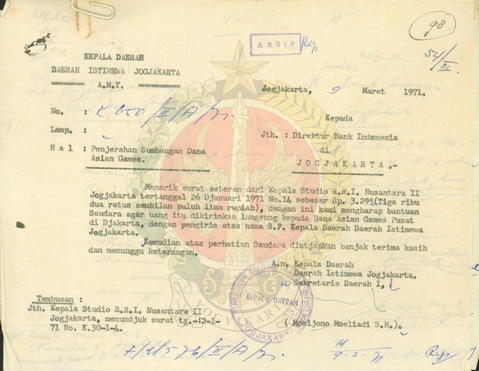 98.
ARSIP
KEPALA DAERAH
DAERAH ISTIMEWA JOGJAKARTA
A.M.T.
Jogjakarta, 9 Maret 1971.
No. :
Kepada
Lamp. :
Jth. : Direktur Bank Indonesia
di
JOGJAKARTA.-
H a l : Penjerahan Sumbangan Dana
Asian Games.
Menarik surat setoran dari Kepala Studio R.R.I. Nusantara II
Jogjakarta tertanggal 26 Djanuari 1971 No.1A sebesar Rp. 3.295(Tiga ribu
dua ratus sembilan puluh lima rupiah), dengan ini kami mengharap bantuan
Saudara agar uang itu dikirimkan langsung kepada Dana Asian Games Pusat
di Djakarta, dengan pengirim atas nama S.P. Kepala Daerah Daerah Istimewa
Jogjakarta.
Kemudian atas perhatian Saudara diutjapkan banjak terima kasih
dan menunggu keterangan.
A.n. Kepala Daerah
Daerah Istimewa Jogjakarta.
Sekretaris Daerah I,
KEPALA DAERAH
JOGJAKARTA
Tembusan :
Jth. Kepala Studio R.R.I. Nusantara II
Jogjakarta, menundjuk surat tg.-12-1-
71 No. K.30-1-4.
( Moeljono Moeliadi S.H.).